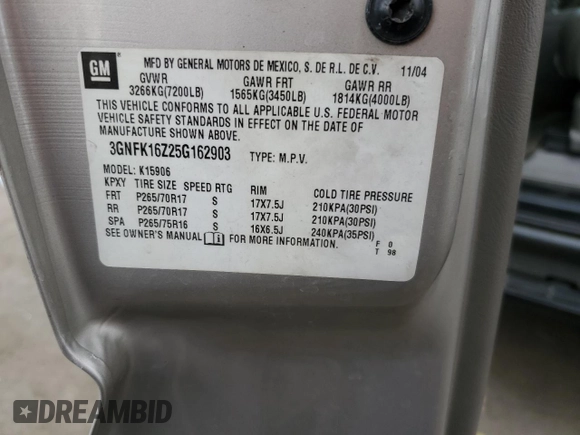 GM
MFD BY GENERAL MOTORS DE MEXICO, S. DE R.L. DE C.V. 11/04
GVWR GAWR FRT GAWR RR
3266KG(7200LB) 1565KG(3450LB) 1814KG(4000LB)
THIS VEHICLE CONFORMS TO ALL APPLICABLE U.S. FEDERAL MOTOR
VEHICLE SAFETY STANDARDS IN EFFECT ON THE DATE OF
MANUFACTURE SHOWN ABOVE.
3GNFK16Z25G162903 TYPE: M.P.V.
MODEL: K15906
KPXY TIRE SIZE SPEED RTG RIM COLD TIRE PRESSURE
FRT P265/70R17 S 17X7.5J 210KPA(30PSI)
RR P265/70R17 S 17X7.5J 210KPA(30PSI)
SPA P265/75R16 S 16X6.5J 240KPA(35PSI)
SEE OWNER'S MANUAL FOR MORE INFORMATION. F 0
T 98
DREAMBID